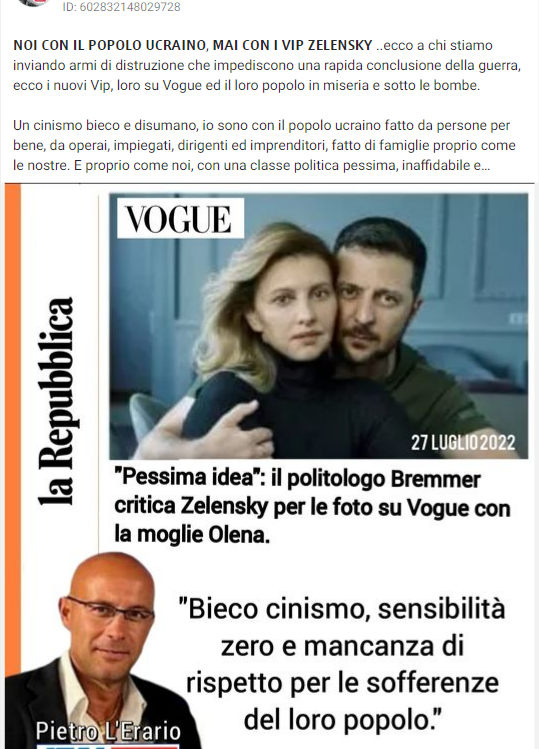 ID: 602832148029728
NOI CON IL POPOLO UCRAINO, MAI CON I VIP ZELENSKY ..ecco a chi stiamo
inviando armi di distruzione che impediscono una rapida conclusione della guerra,
ecco i nuovi Vip, loro su Vogue ed il loro popolo in miseria e sotto le bombe.
Un cinismo bieco e disumano, io sono con il popolo ucraino fatto da persone per
bene, da operai, impiegati, dirigenti ed imprenditori, fatto di famiglie proprio come
le nostre. E proprio come noi, con una classe politica pessima, inaffidabile e...
VOGUE
la Repubblica
27 LUGLIO 2022
"Pessima idea": il politologo Bremmer
critica Zelensky per le foto su Vogue con
la moglie Olena.
"Bieco cinismo, sensibilità
zero e mancanza di
rispetto per le sofferenze
del loro popolo."
Pietro L'Erario